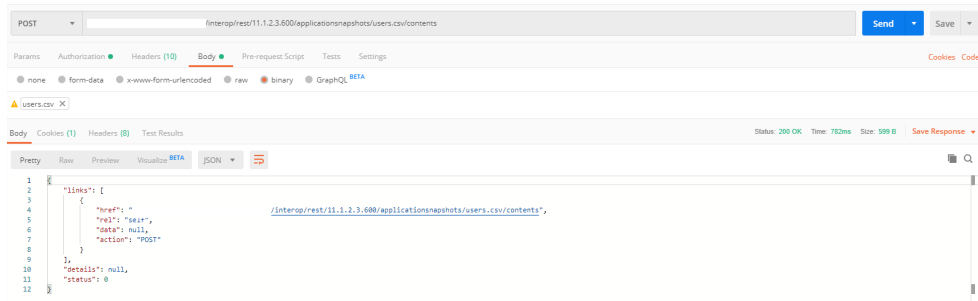 POST /interop/rest/11.1.2.3.600/applicationsnapshots/users.csv/contents Send Save
Params Authorization Headers (10) Body Pre-request Script Tests Settings Cookies Code
none form-data x-www-form-urlencoded raw binary GraphQL BETA
users.csv X
Body Cookies (1) Headers (8) Test Results Status: 200 OK Time: 782ms Size: 599 B Save Response
Pretty Raw Preview Visualize BETA JSON
1 {
2 "links": [
3 {
4 "href": " /interop/rest/11.1.2.3.600/applicationsnapshots/users.csv/contents",
5 "rel": "self",
6 "data": null,
7 "action": "POST"
8 }
9 ],
10 "details": null,
11 "status": 0
12 }